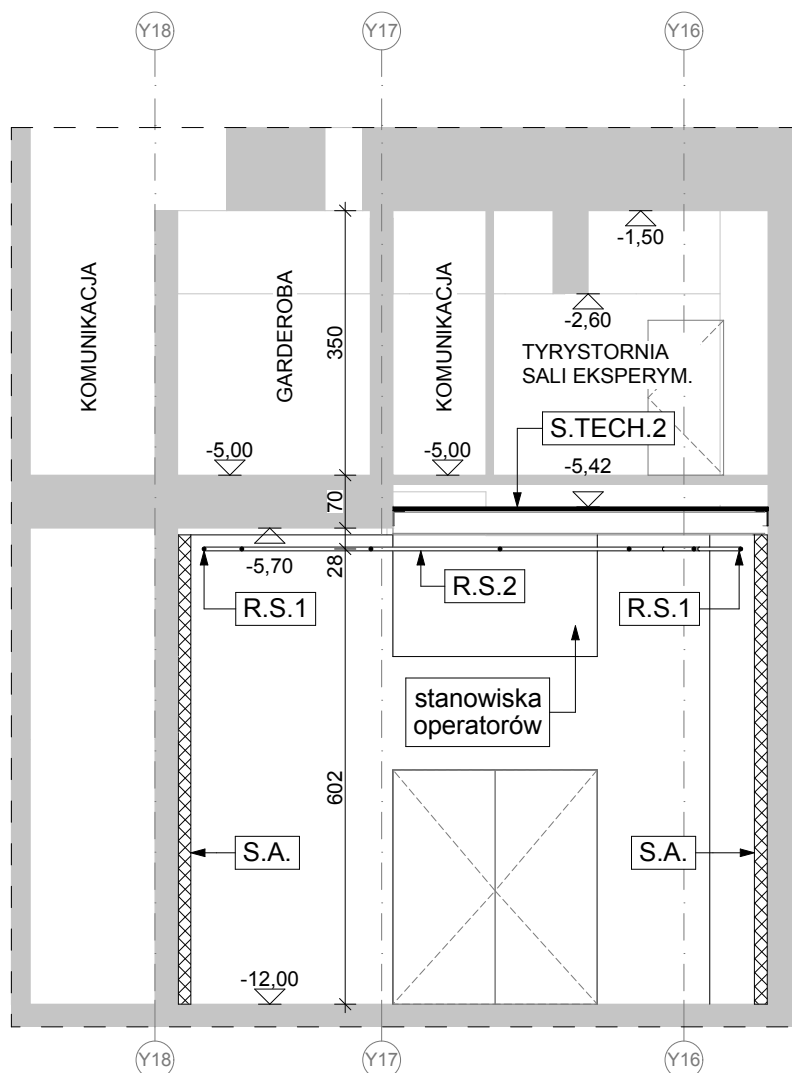 Y18
Y17
Y16
KOMUNIKACJA
GARDEROBA
350
KOMUNIKACJA
-1,50
-2,60
TYRYSTORNIA
SALI EKSPERYM.
S.TECH.2
-5,00
-5,00
-5,42
70
-5,70
28
R.S.1
R.S.2
R.S.1
stanowiska
operatorów
602
S.A.
S.A.
-12,00
Y18
Y17
Y16